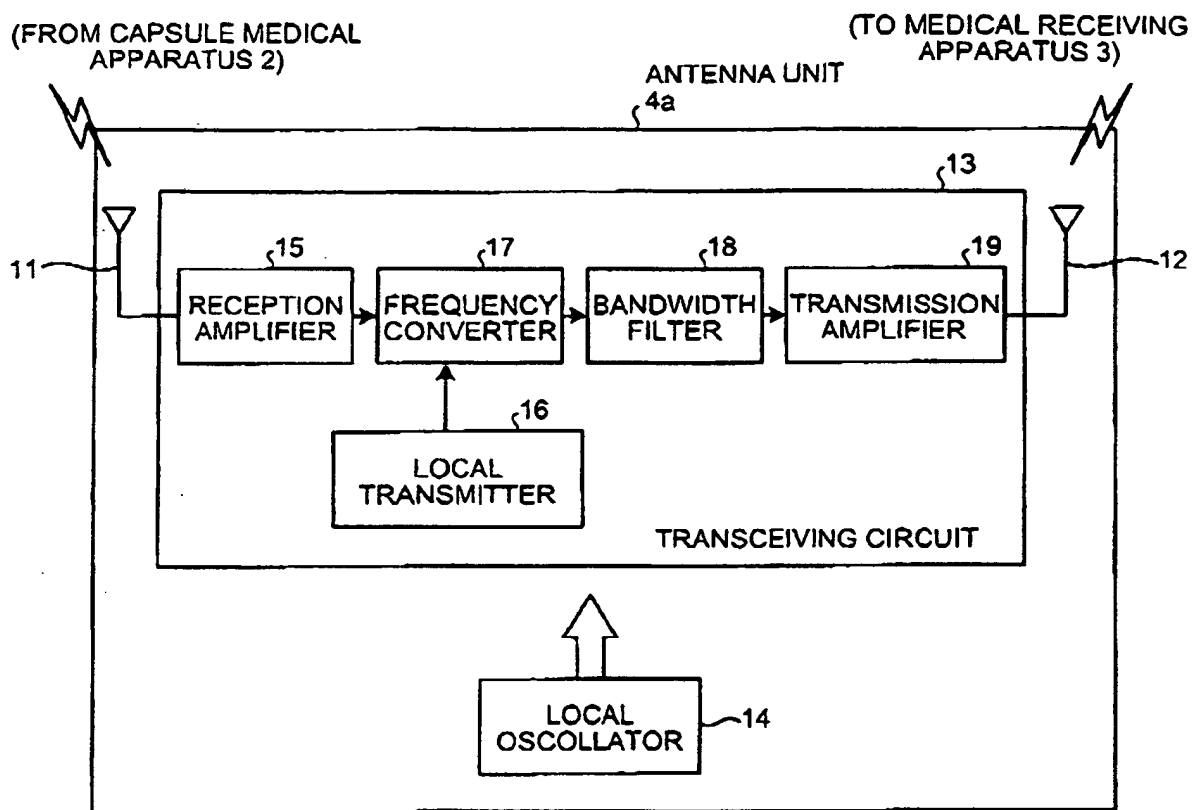 (FROM CAPSULE MEDICAL
APPARATUS 2)
(TO MEDICAL RECEIVING
APPARATUS 3)
ANTENNA UNIT
4a
13
11
15
17
18
19
12
RECEPTION
AMPLIFIER
FREQUENCY
CONVERTER
BANDWIDTH
FILTER
TRANSMISSION
AMPLIFIER
16
LOCAL
TRANSMITTER
TRANSCEIVING CIRCUIT
LOCAL
OSCOLLATOR
14